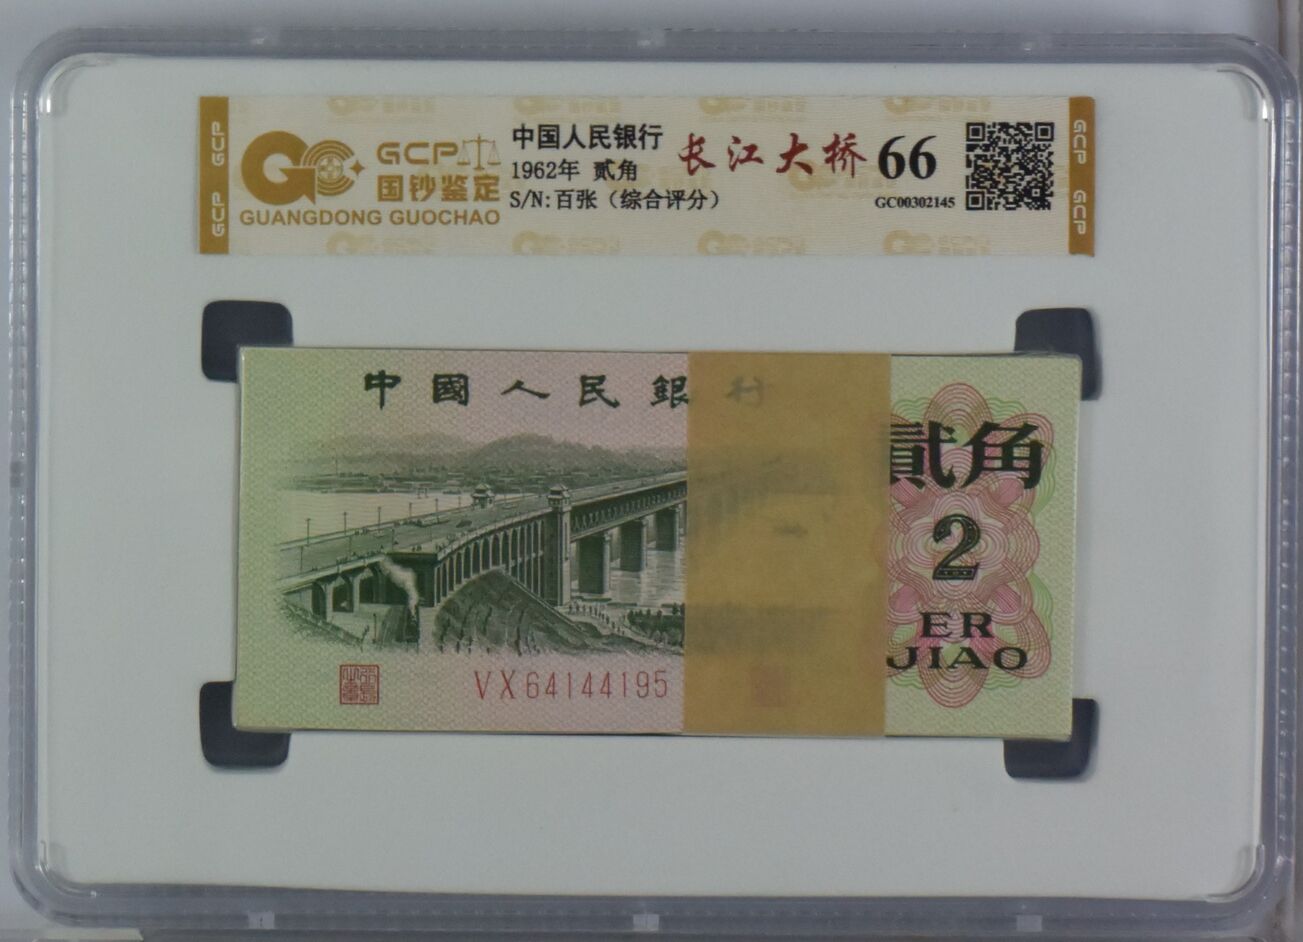 GCP
国钞鉴定
GUANGDONG GUOCHAO
中国人民银行
1962年 贰角
S/N:百张（综合评分）
长江大桥
66
GC00302145
GCP
GCP
GCP
GCP
中國人民銀行
貳角
2
ER
JIAO
VX64144195